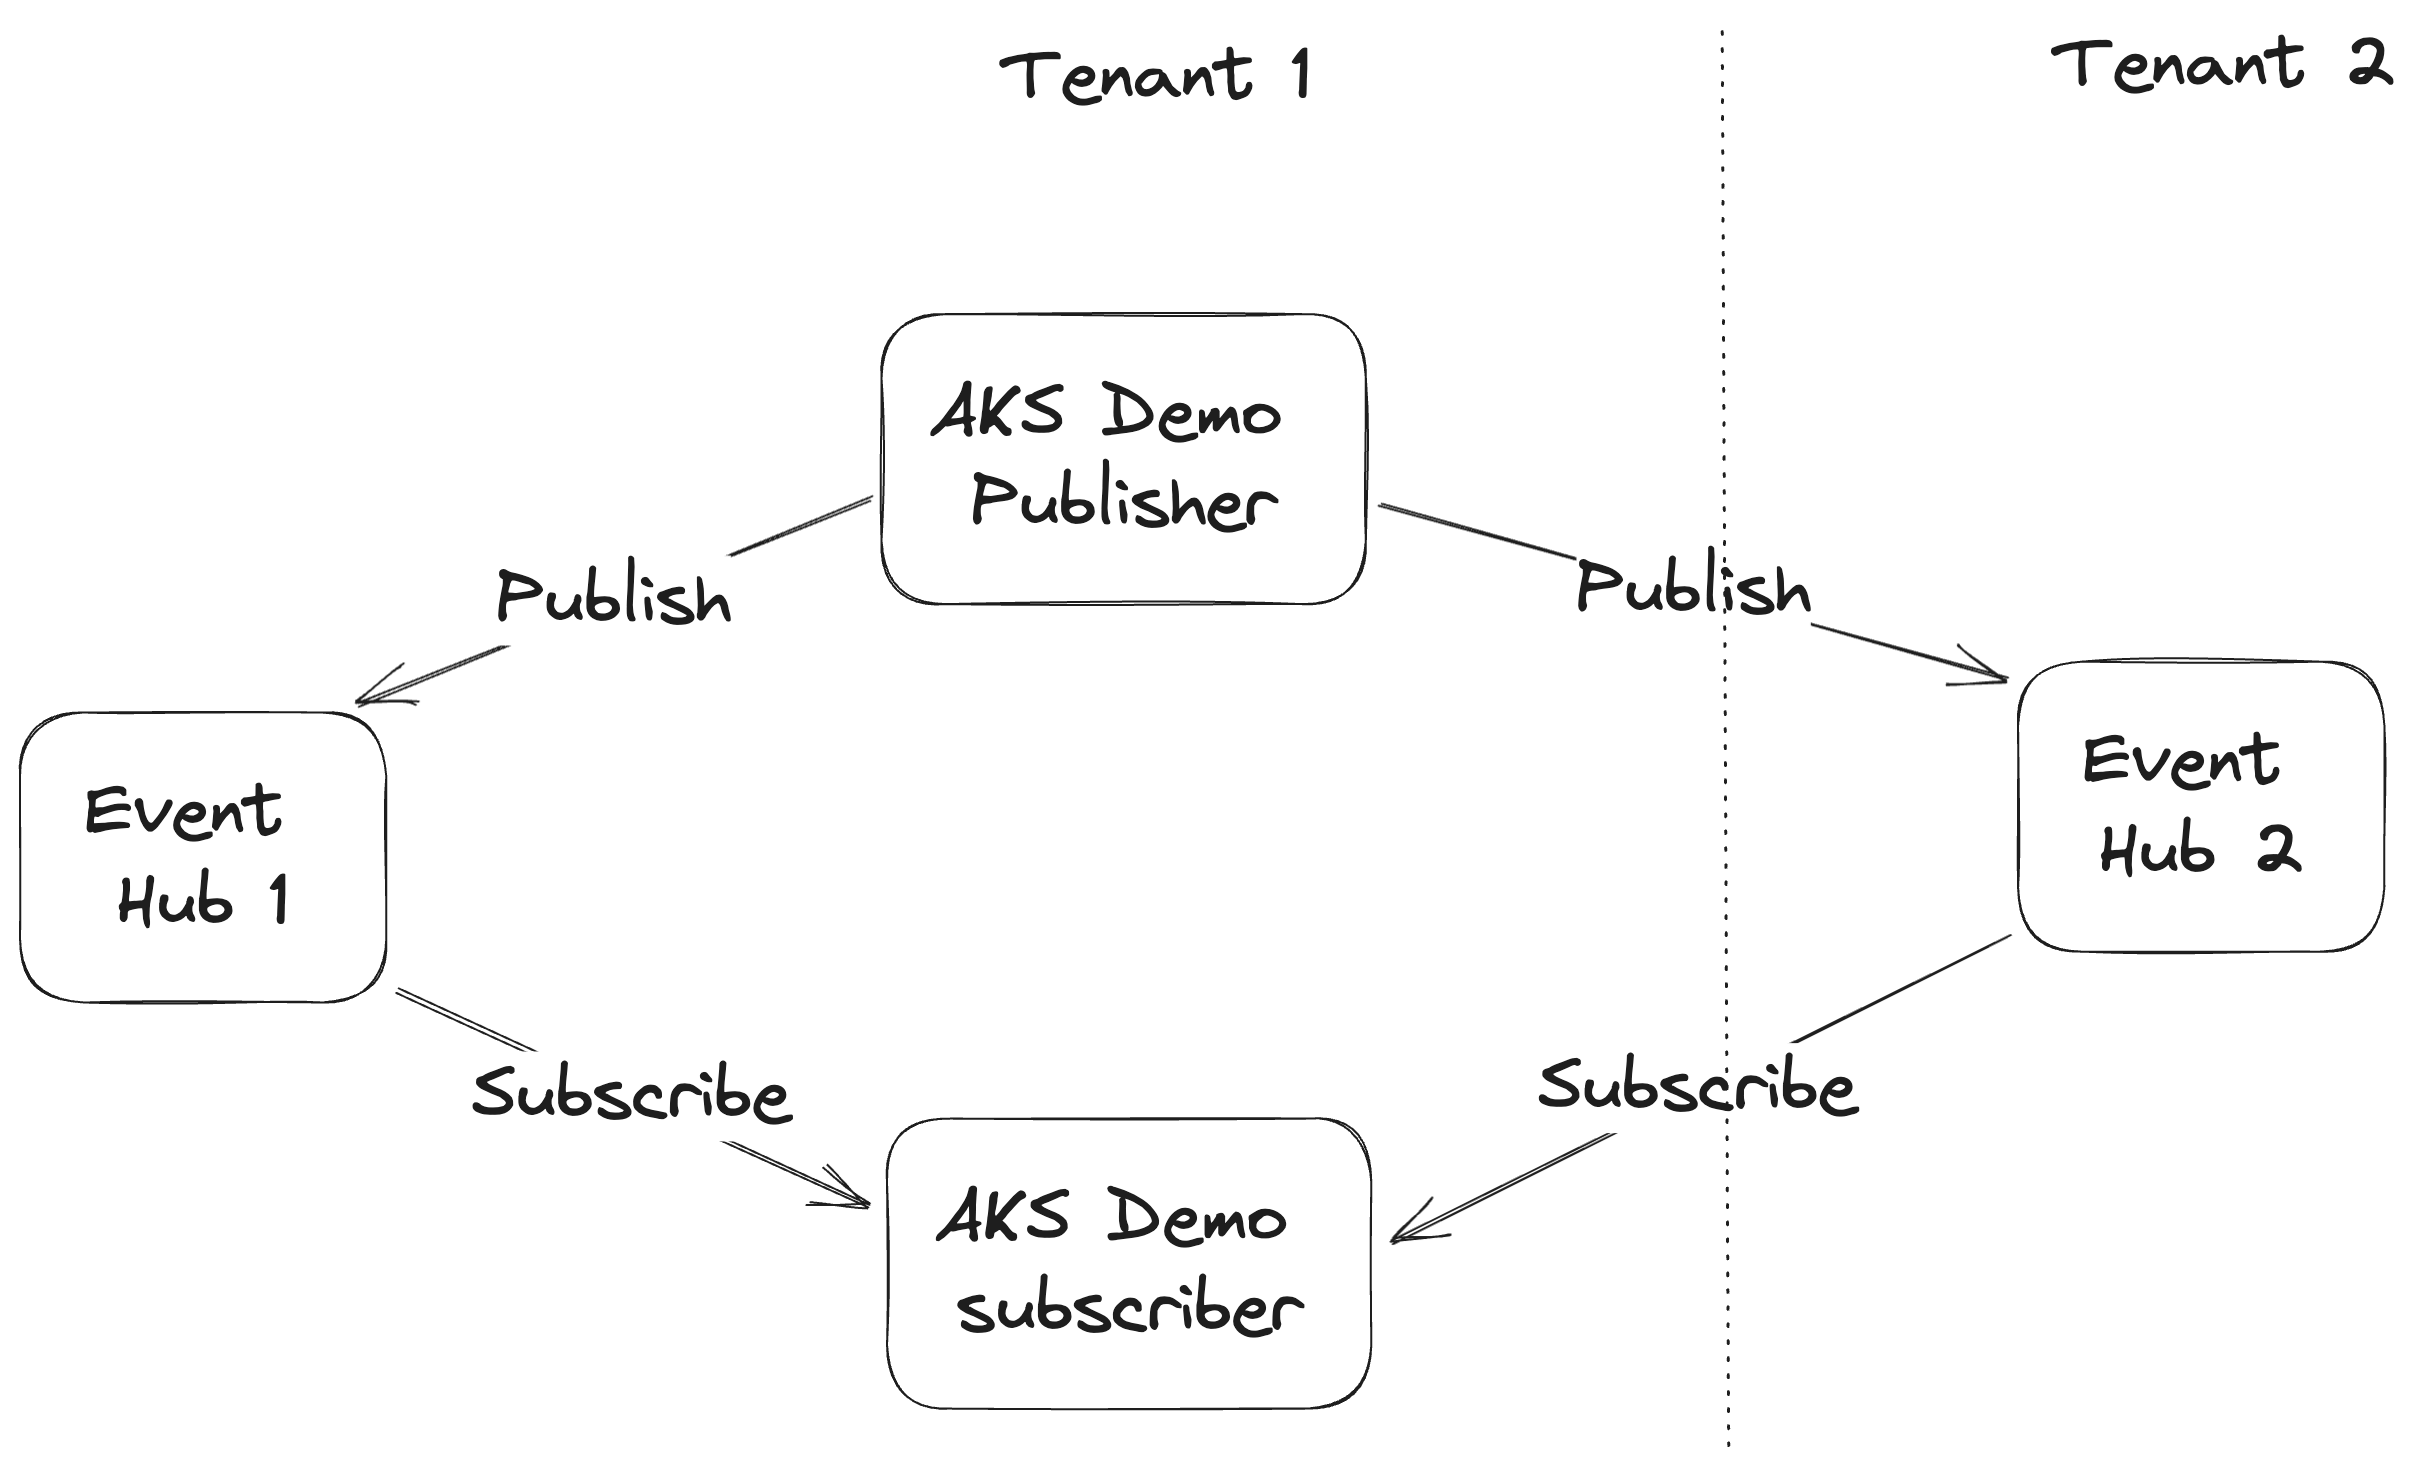 Tenant 1
Tenant 2
AKS Demo
Publisher
Publish
Publish
Event
Hub 1
Event
Hub 2
Subscribe
Subscribe
AKS Demo
subscriber